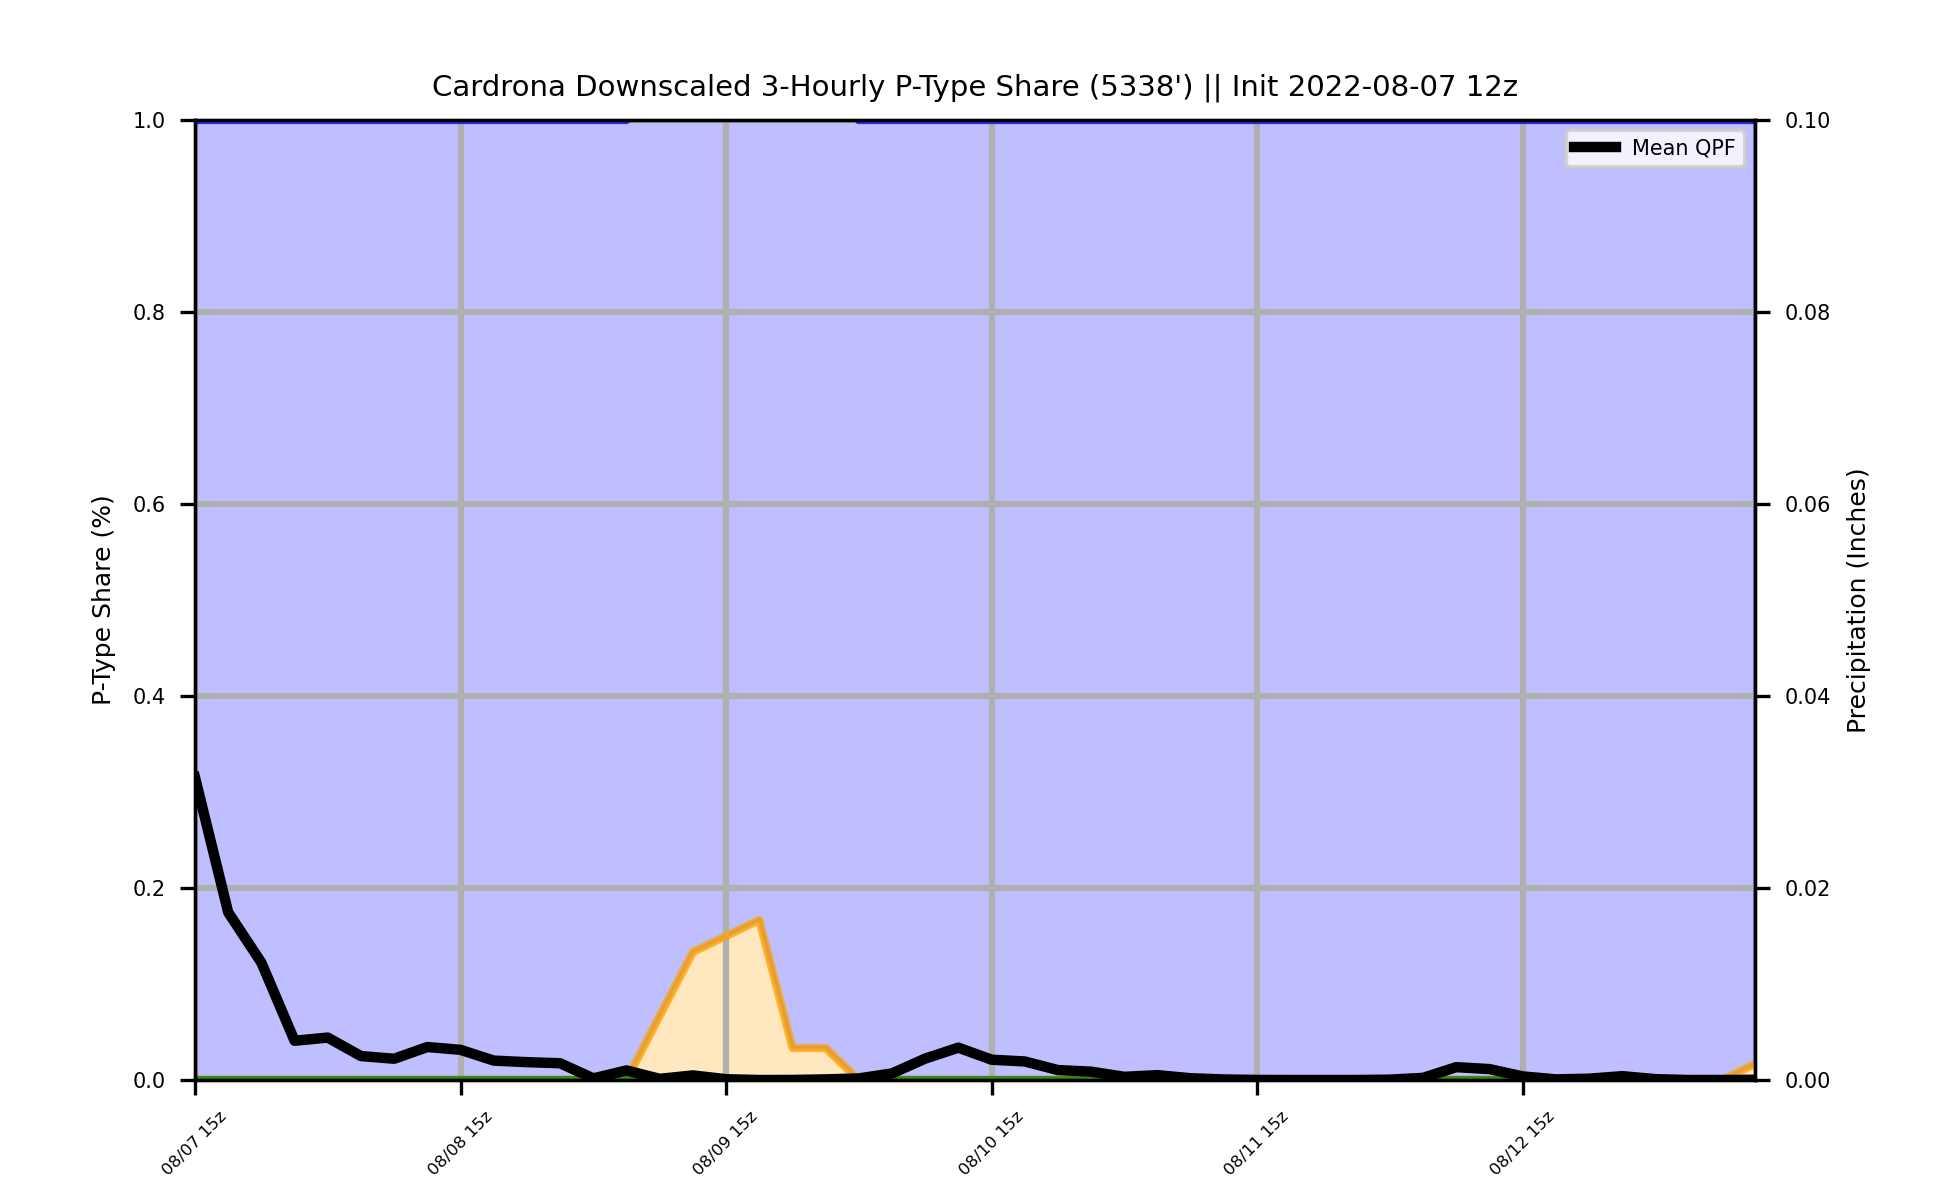 Cardrona Downscaled 3-Hourly P-Type Share (5338') || Init 2022-08-07 12z
Mean QPF
P-Type Share (%)
1.0
0.8
0.6
0.4
0.2
0.0
0.10
0.08
0.06
0.04
0.02
0.00
Precipitation (Inches)
08/07 15z
08/08 15z
08/09 15z
08/10 15z
08/11 15z
08/12 15z